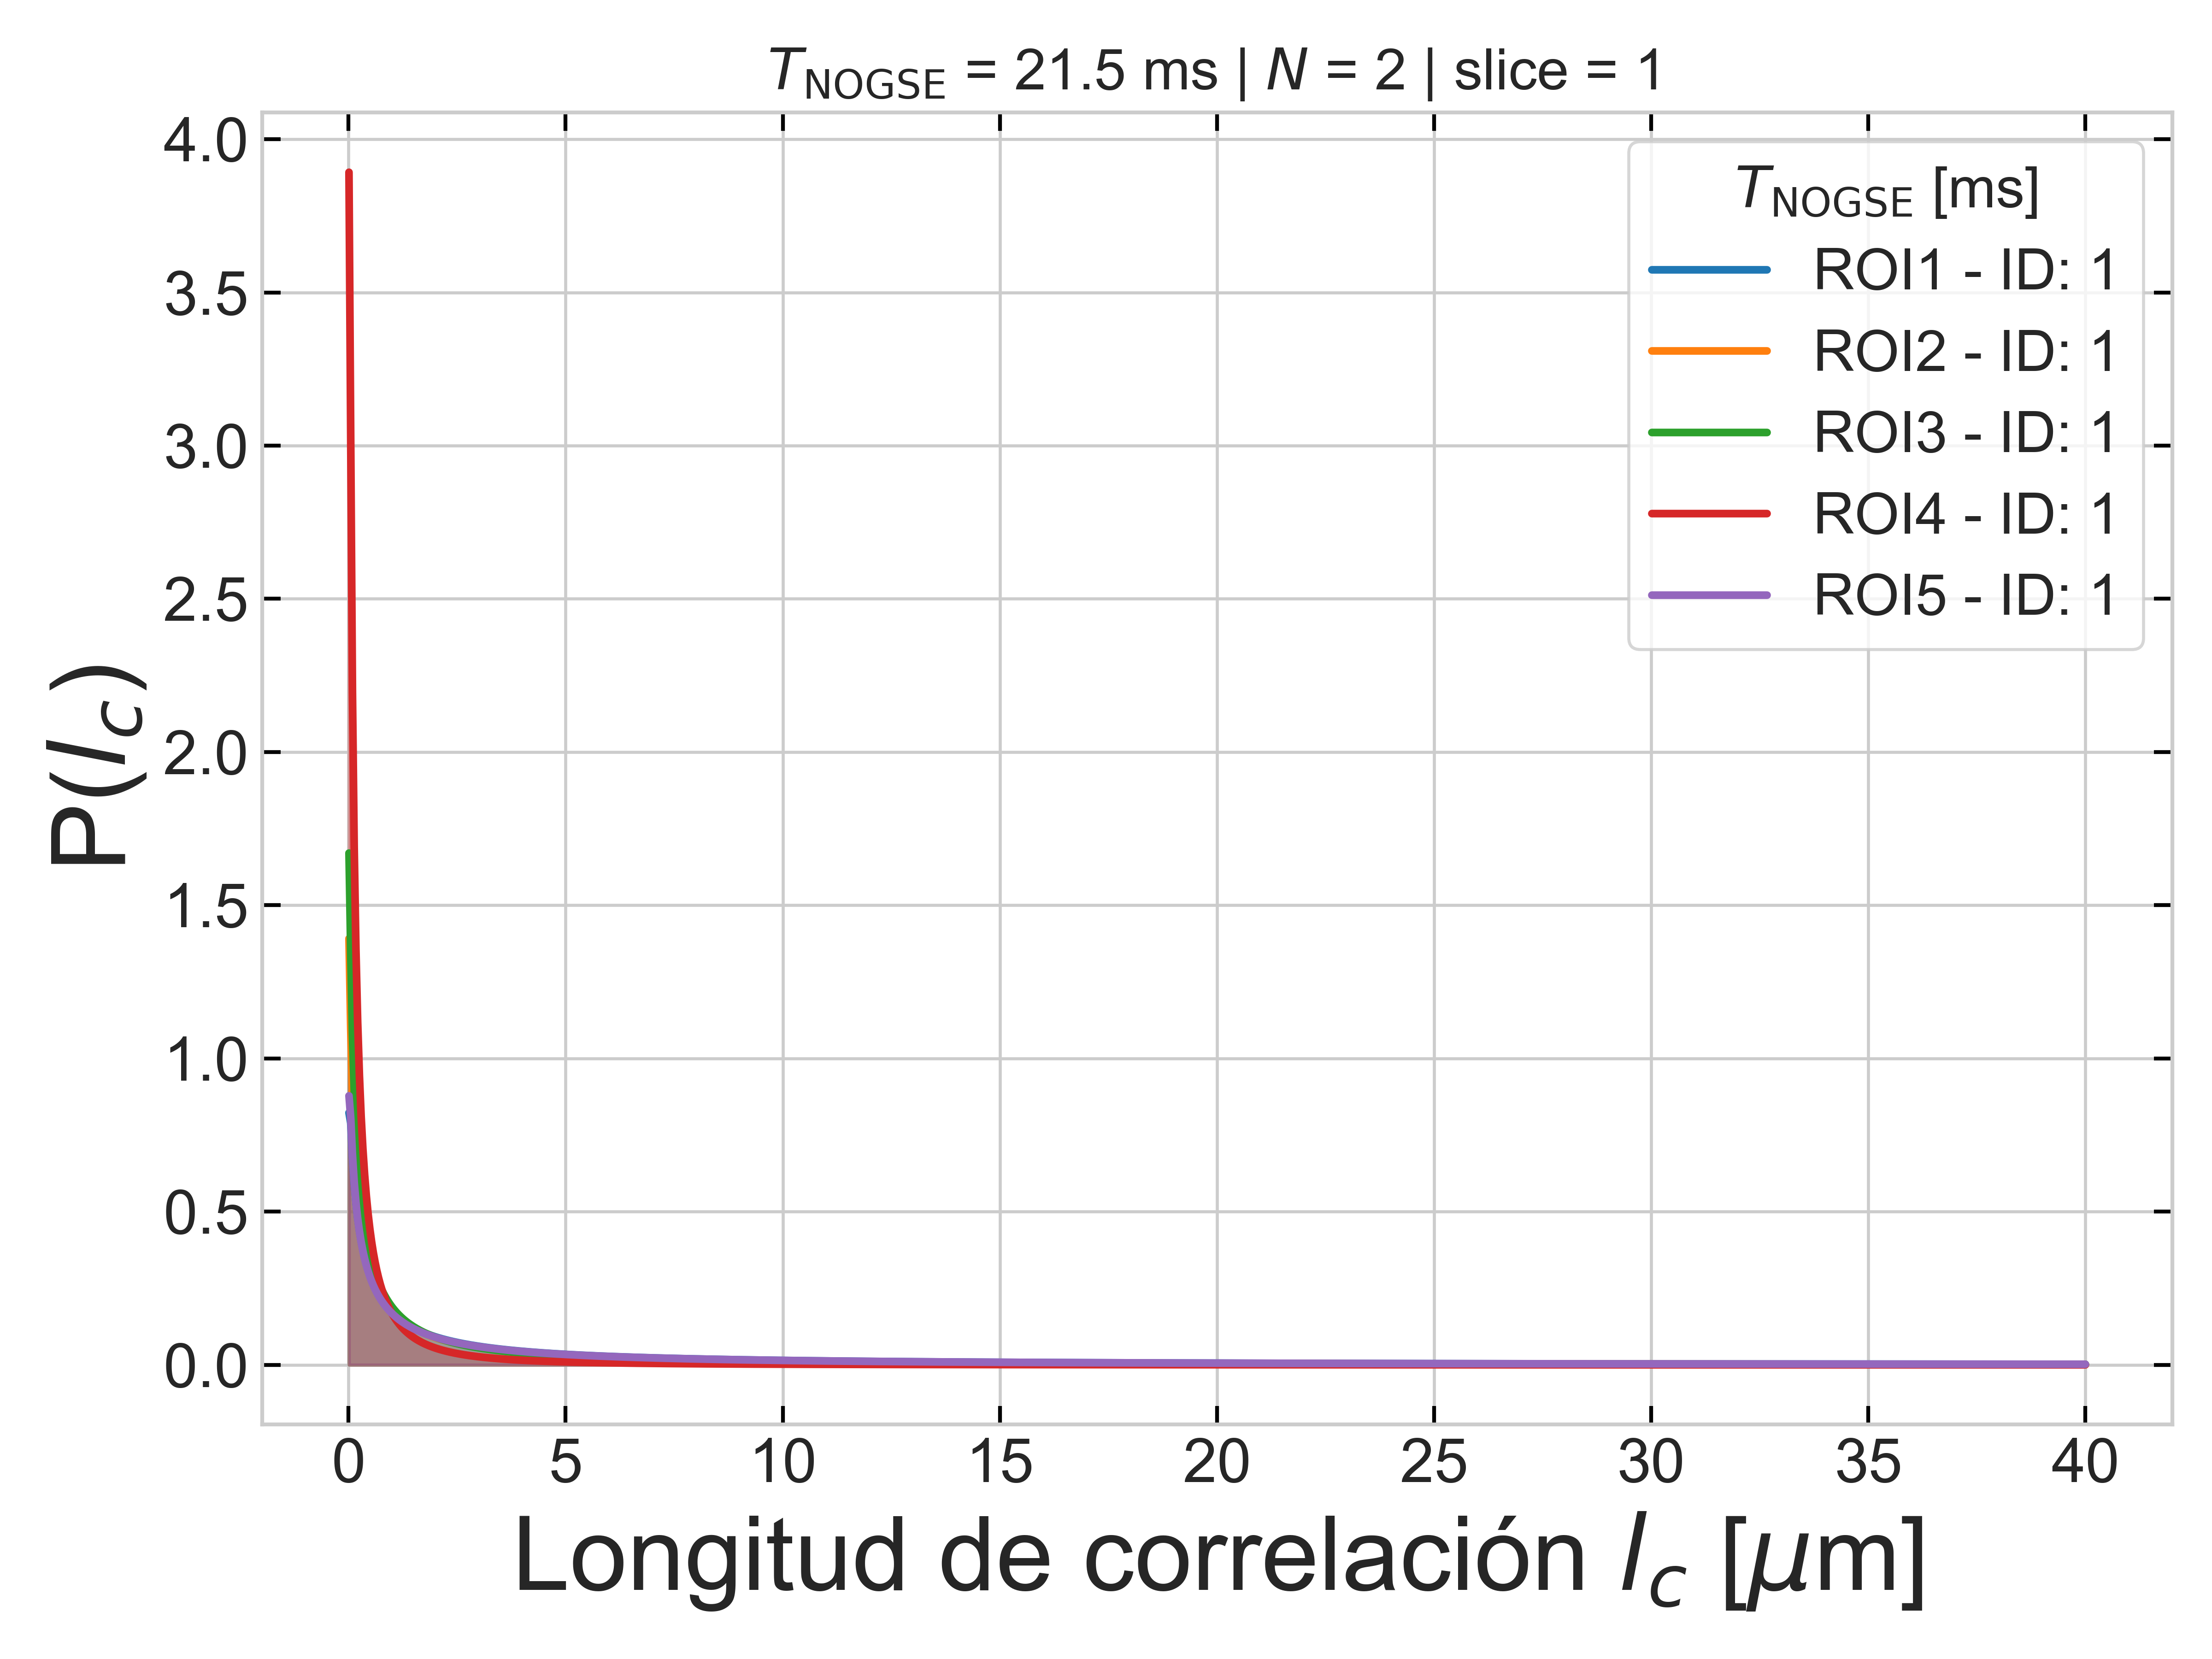 T_NOGSE = 21.5 ms | N = 2 | slice = 1
P(l_c)
4.0
3.5
3.0
2.5
2.0
1.5
1.0
0.5
0.0
T_NOGSE [ms]
ROI1 - ID: 1
ROI2 - ID: 1
ROI3 - ID: 1
ROI4 - ID: 1
ROI5 - ID: 1
0 5 10 15 20 25 30 35 40
Longitud de correlación l_c [μm]